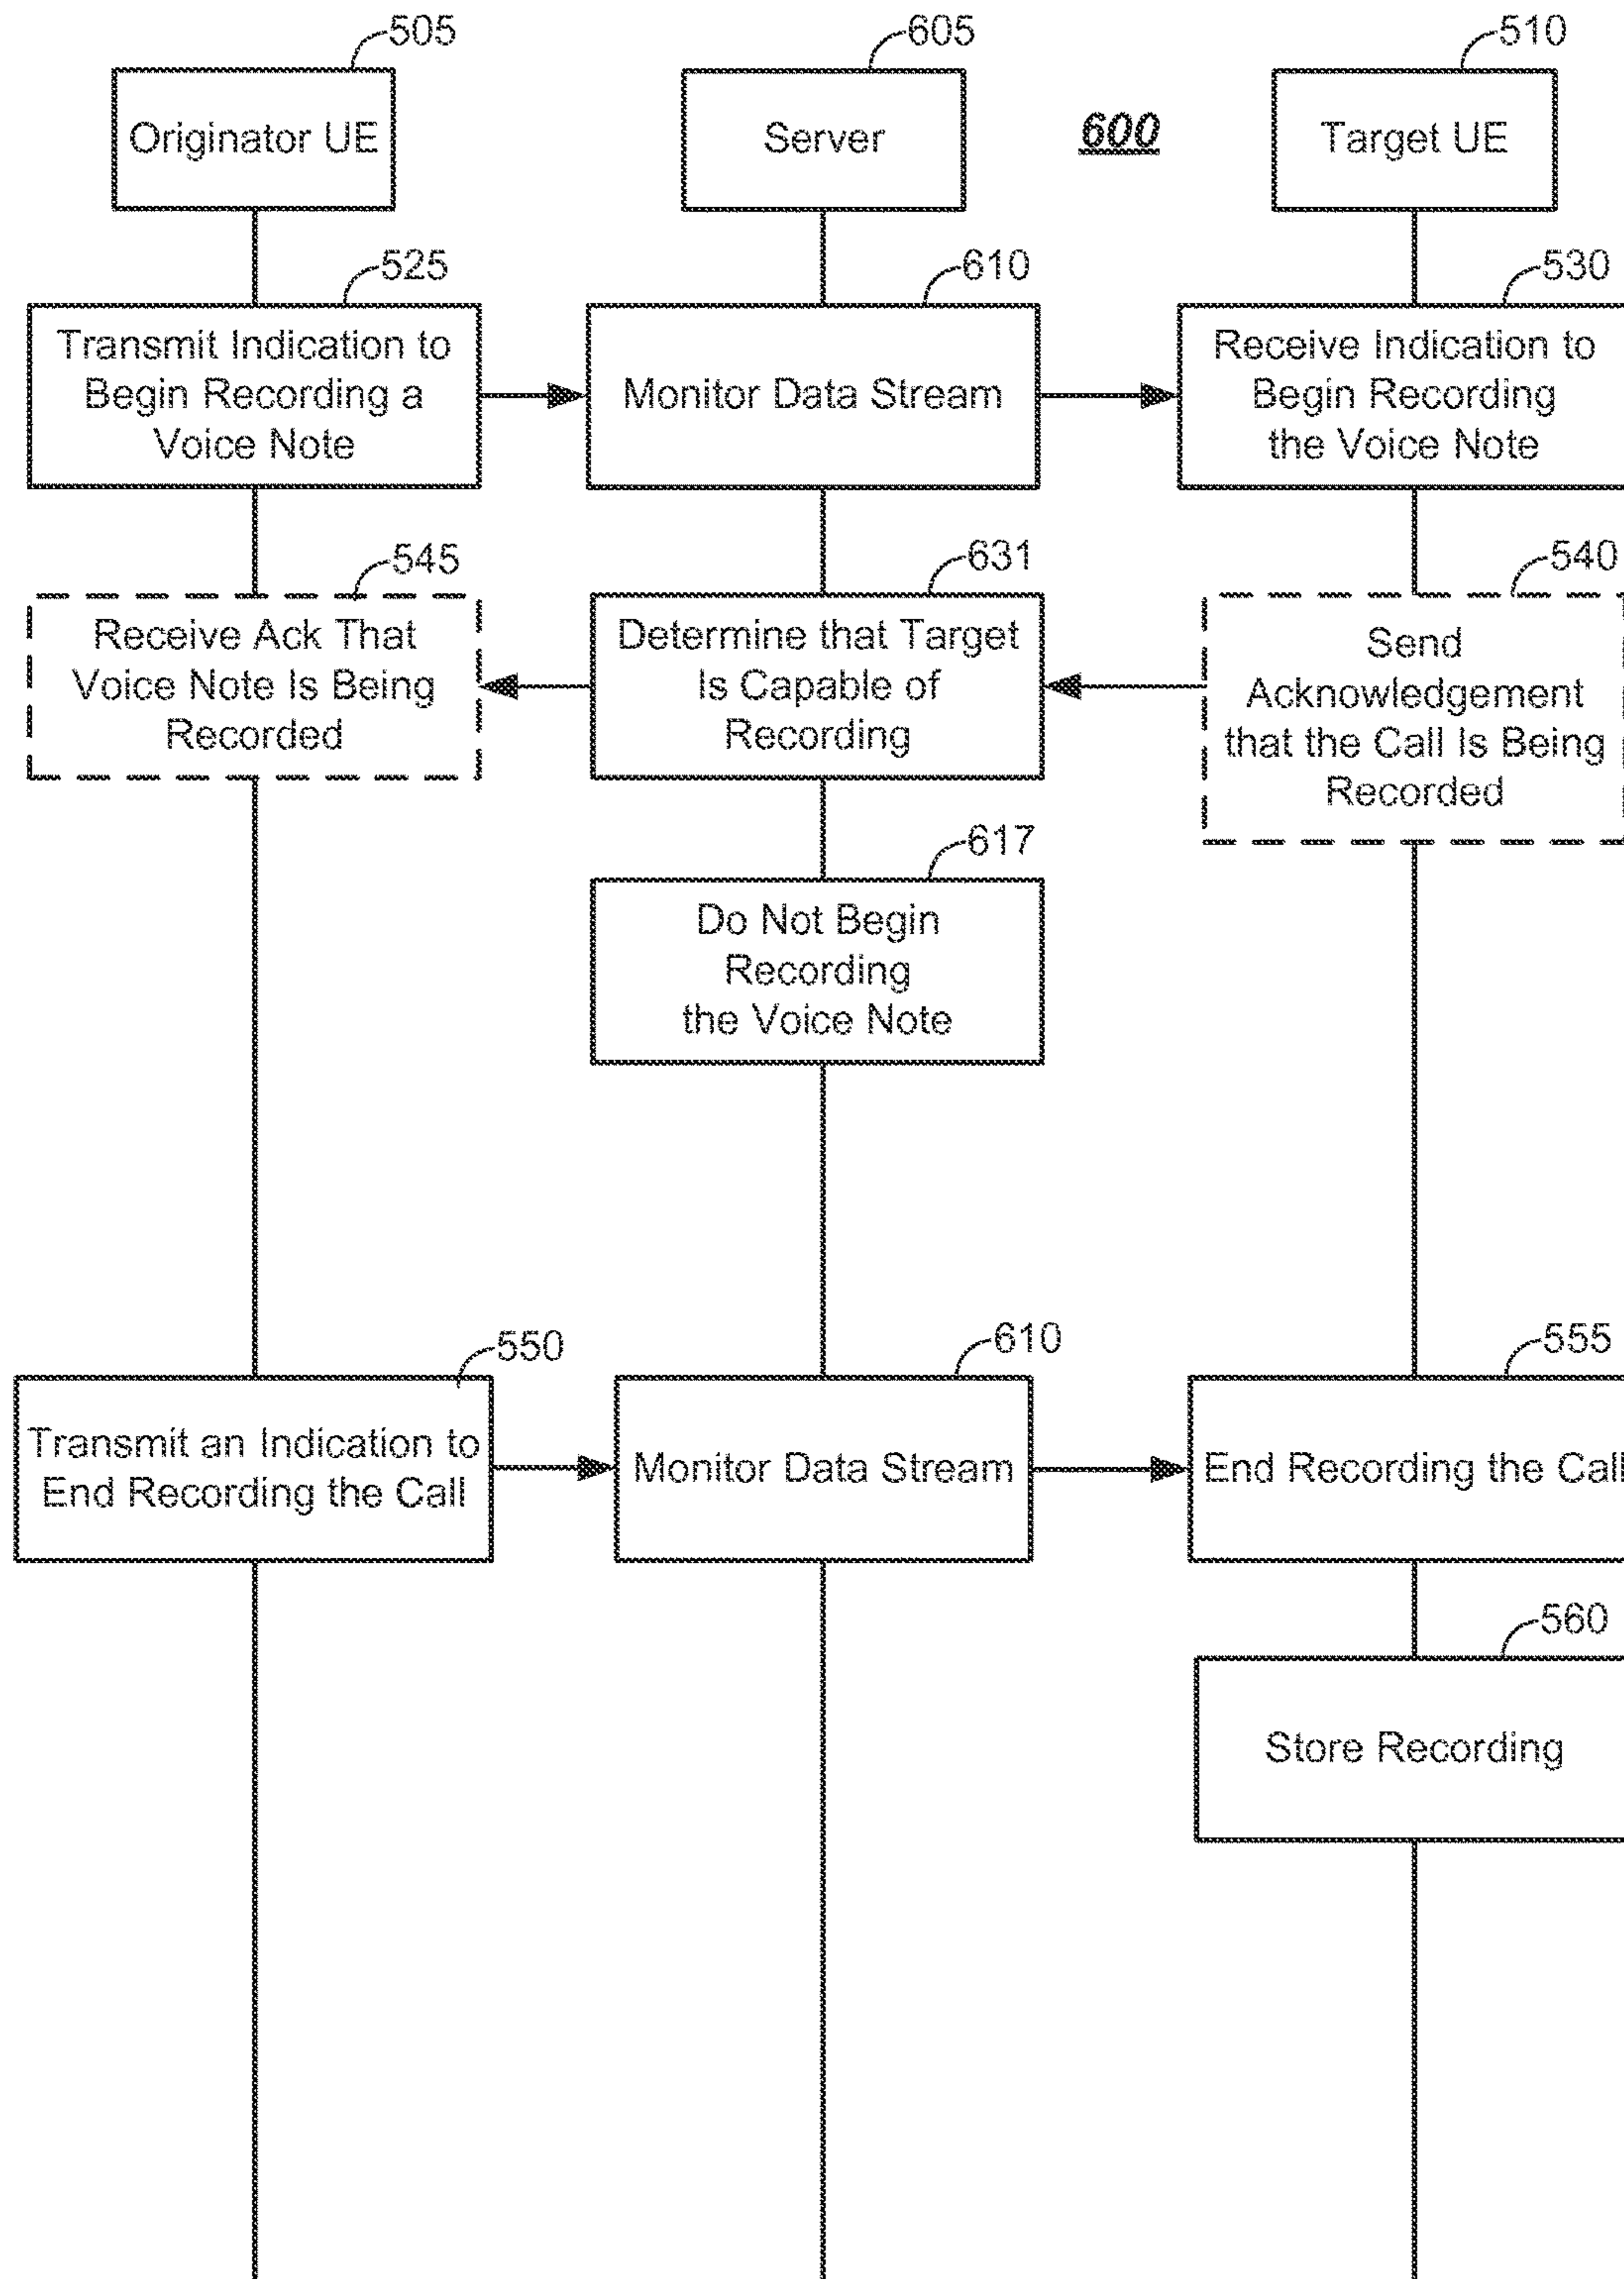 505
605
510
Originator UE
Server
600
Target UE
525
610
530
Transmit Indication to
Begin Recording a
Voice Note
Monitor Data Stream
Receive Indication to
Begin Recording
the Voice Note
545
631
540
Receive Ack That
Voice Note Is Being
Recorded
Determine that Target
Is Capable of
Recording
Send
Acknowledgement
that the Call Is Being
Recorded
617
Do Not Begin
Recording
the Voice Note
550
610
555
Transmit an Indication to
End Recording the Call
Monitor Data Stream
End Recording the Call
560
Store Recording